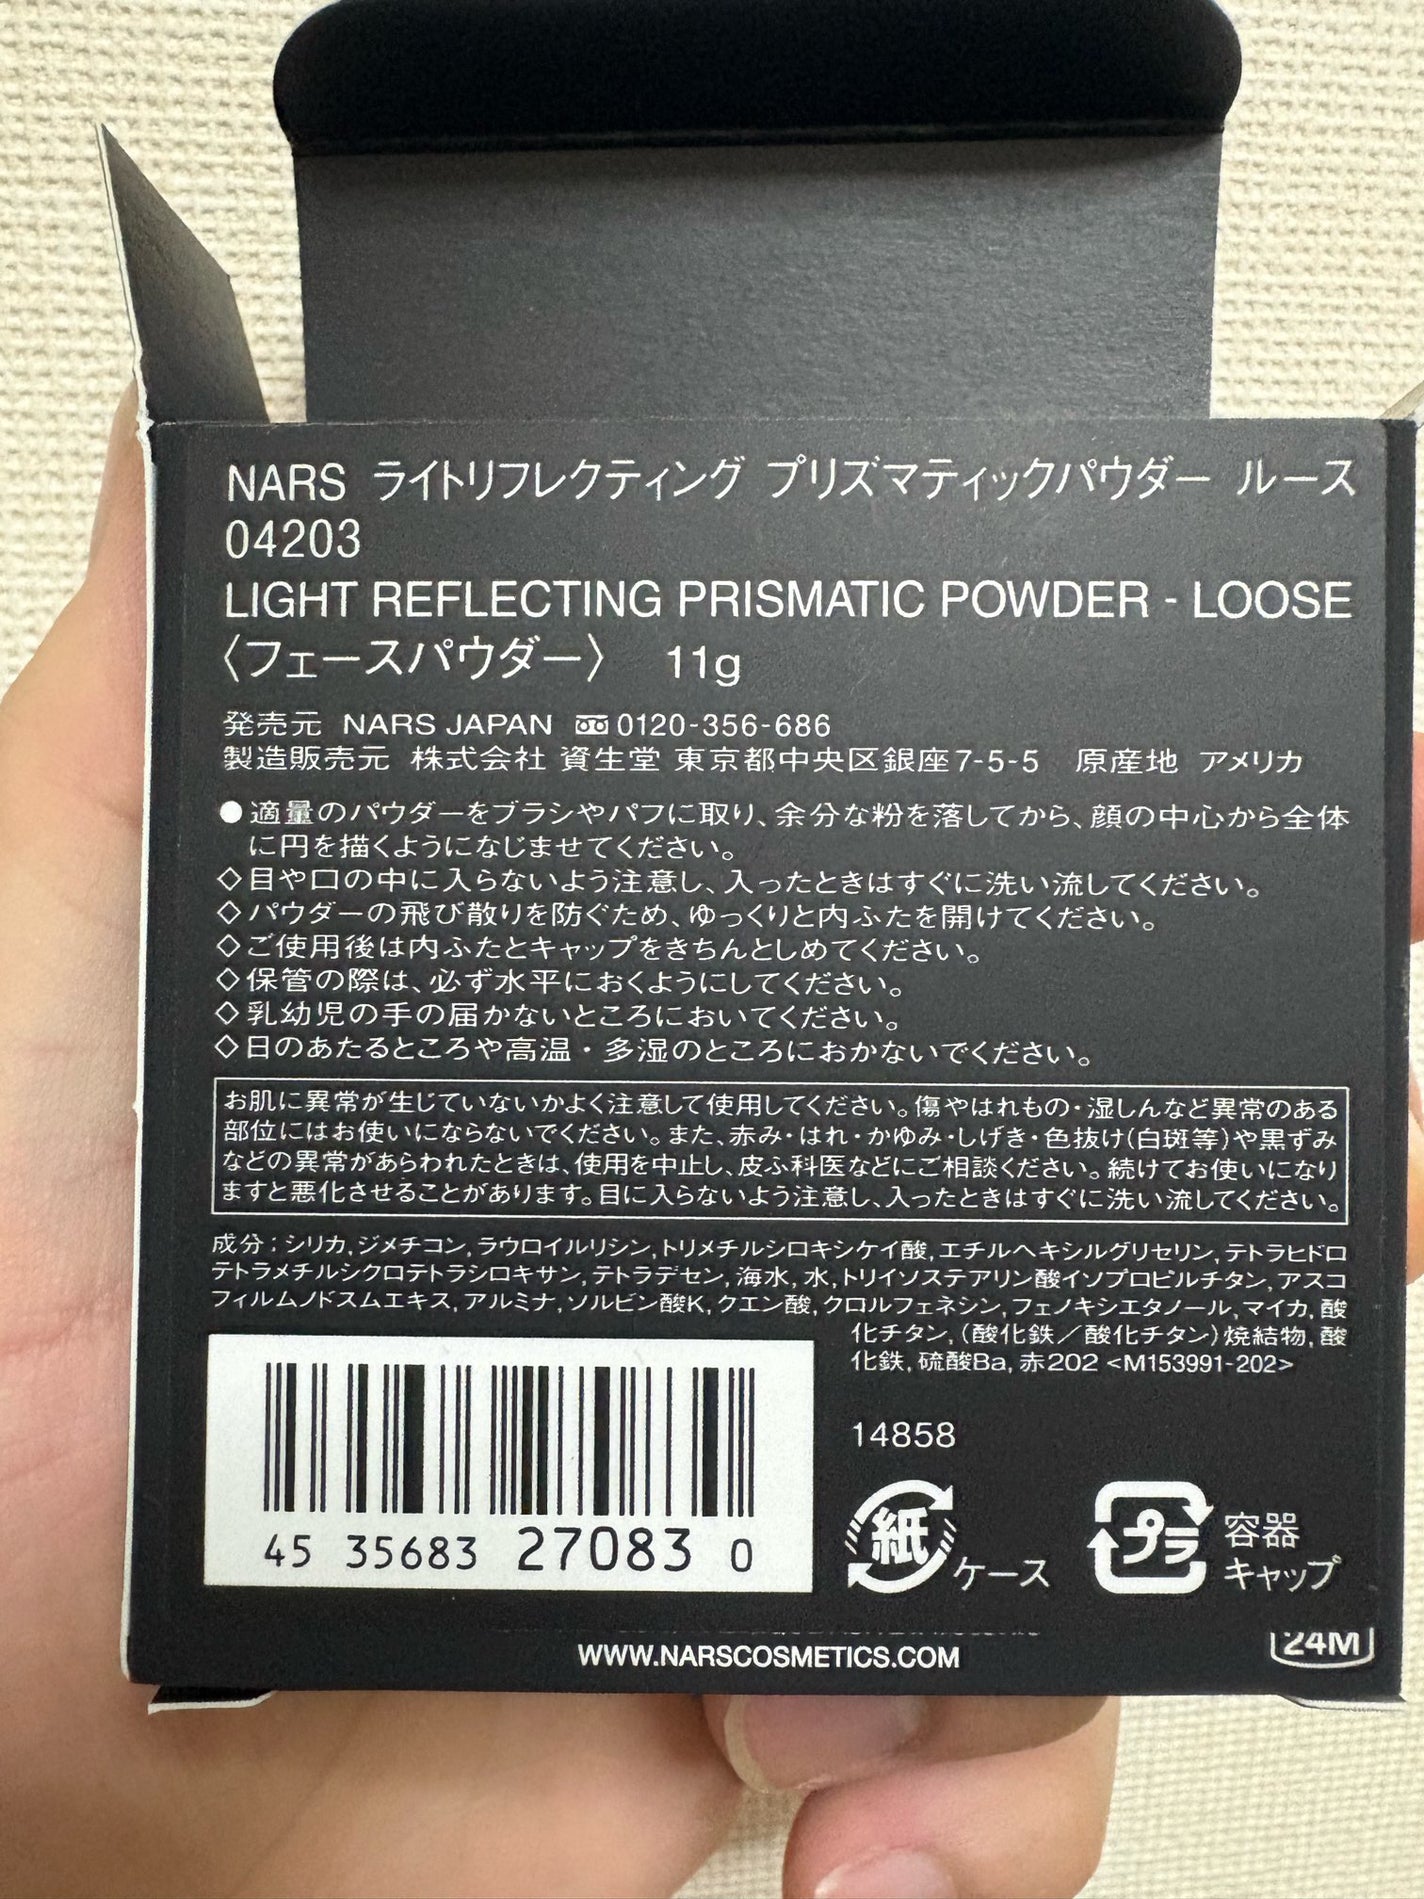 NARS ライトリフレクティング プリズマティックパウダー ルース
04203
LIGHT REFLECTING PRISMATIC POWDER - LOOSE
〈フェースパウダー〉 11g
発売元 NARS JAPAN 0120-356-686
製造販売元 株式会社 資生堂 東京都中央区銀座7-5-5 原産地 アメリカ
●適量のパウダーをブラシやパフに取り、余分な粉を落してから、顔の中心から全体
に円を描くようになじませてください。
◇目や口の中に入らないよう注意し、入ったときはすぐに洗い流してください。
◇パウダーの飛び散りを防ぐため、ゆっくりと内ふたを開けてください。
◇ご使用後は内ふたとキャップをきちんとしめてください。
◇保管の際は、必ず水平におくようにしてください。
◇乳幼児の手の届かないところにおいてください。
◇日のあたるところや高温・多湿のところにおかないでください。
お肌に異常が生じていないかよく注意して使用してください。傷やはれもの・湿しんなど異常のある
部位にはお使いにならないでください。また、赤み・はれ・かゆみ・しげき・色抜け(白斑等)や黒ずみ
などの異常があらわれたときは、使用を中止し、皮ふ科医などにご相談ください。続けてお使いになり
ますと悪化させることがあります。目に入らないよう注意し、入ったときはすぐに洗い流してください。
成分：シリカ,ジメチコン,ラウロイルリシン,トリメチルシロキシケイ酸,エチルヘキシルグリセリン,テトラヒドロ
テトラメチルシクロテトラシロキサン,テトラデセン,海水,水,トリイソステアリン酸イソプロピルチタン,アスコ
フィルムノドスムエキス,アルミナ,ソルビン酸K,クエン酸,クロルフェネシン,フェノキシエタノール,マイカ,酸
化チタン,(酸化鉄／酸化チタン)焼結物,酸
化鉄,硫酸Ba,赤202 <M153991-202>
14858
45 35683 27083 0
紙 ケース
プラ 容器
キャップ
WWW.NARSCOSMETICS.COM
24M